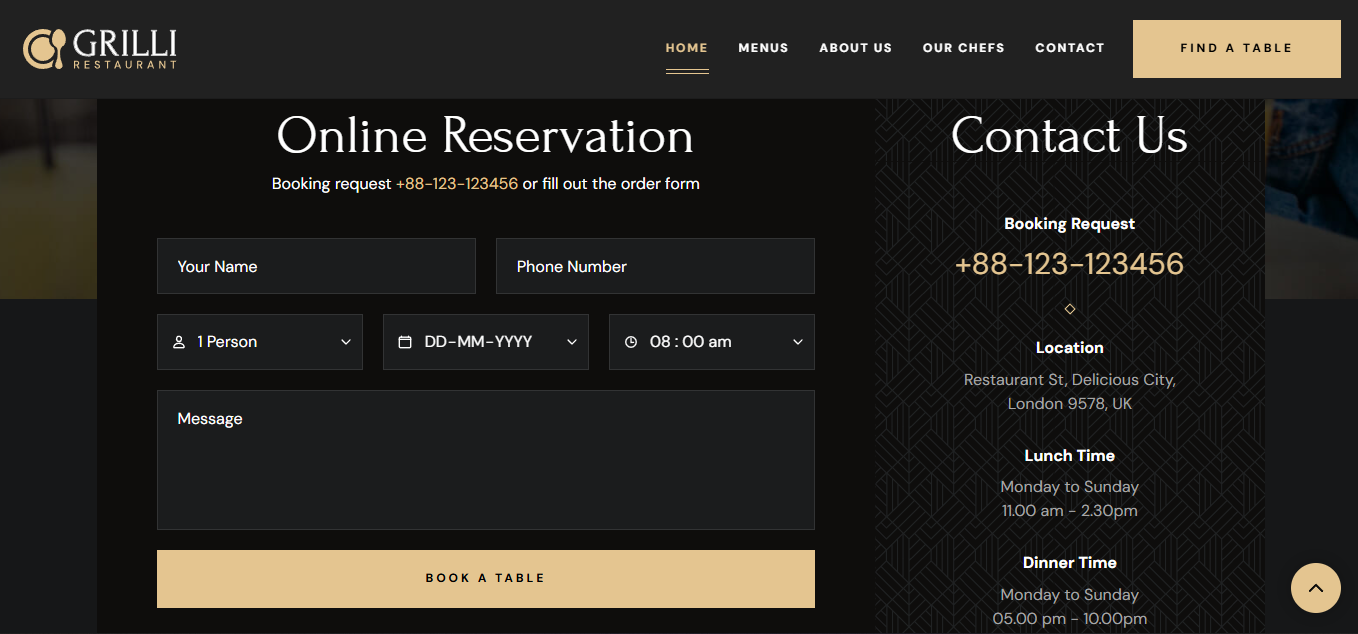 GRILLI
RESTAURANT
HOME
MENUS
ABOUT US
OUR CHEFS
CONTACT
FIND A TABLE
Online Reservation
Booking request +88-123-123456 or fill out the order form
Your Name
Phone Number
1 Person
DD-MM-YYYY
08 : 00 am
Message
BOOK A TABLE
Contact Us
Booking Request
+88-123-123456
Location
Restaurant St, Delicious City,
London 9578, UK
Lunch Time
Monday to Sunday
11.00 am - 2.30pm
Dinner Time
Monday to Sunday
05.00 pm - 10.00pm